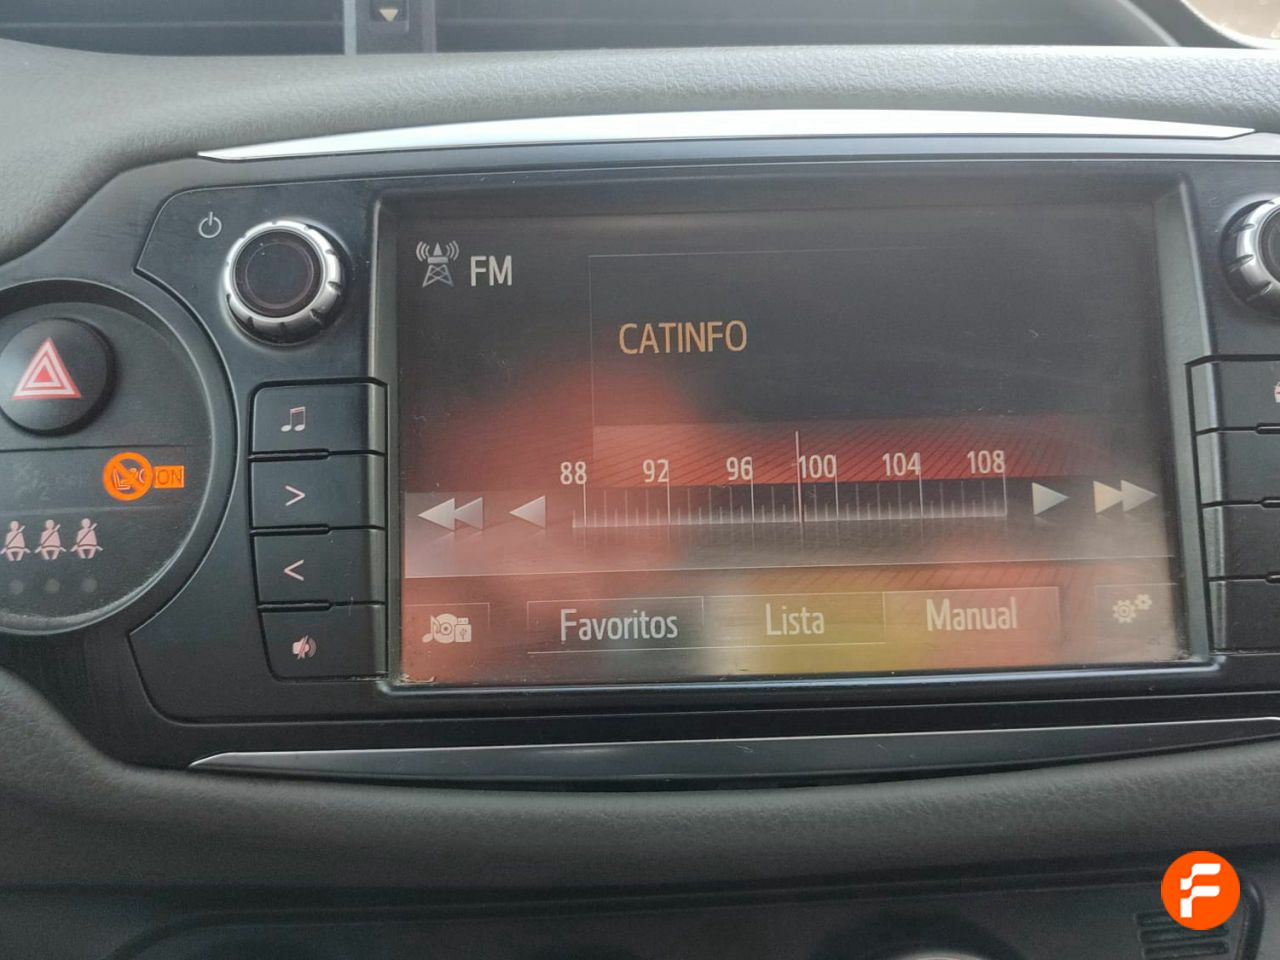 FM
CATINFO
88 92 96 100 104 108
ON
Favoritos Lista Manual